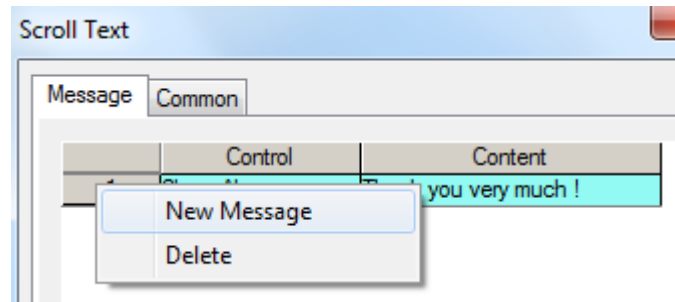 Scroll Text
Message Common
Control Content
you very much !
New Message
Delete